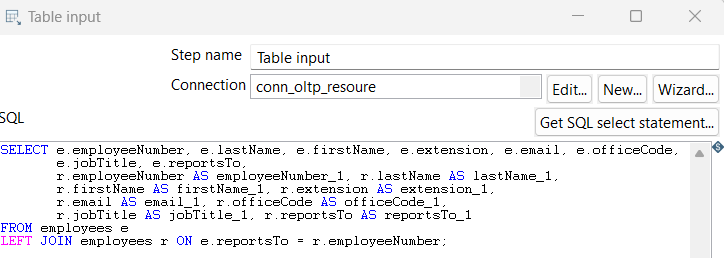 Table input
Step name Table input
Connection conn_oltp_resoure Edit... New... Wizard...
SQL Get SQL select statement...
SELECT e.employeeNumber, e.lastName, e.firstName, e.extension, e.email, e.officeCode,
e.jobTitle, e.reportsTo,
r.employeeNumber AS employeeNumber_1, r.lastName AS lastName_1,
r.firstName AS firstName_1, r.extension AS extension_1,
r.email AS email_1, r.officeCode AS officeCode_1,
r.jobTitle AS jobTitle_1, r.reportsTo AS reportsTo_1
FROM employees e
LEFT JOIN employees r ON e.reportsTo = r.employeeNumber;